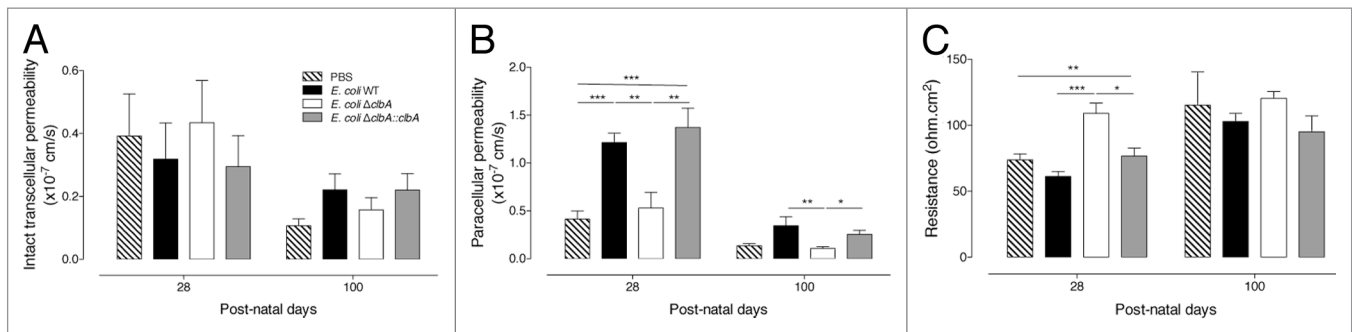 A
Intact transcellular permeability
(x10-7 cm/s)
0.6
0.4
0.2
0.0
PBS
E. coli WT
E. coli ΔclbA
E. coli ΔclbA::clbA
28
100
Post-natal days
B
Paracellular permeability
(x10-7 cm/s)
2.0
1.5
1.0
0.5
0.0
***
*** ** **
** *
28
100
Post-natal days
C
Resistance (ohm.cm2)
150
100
50
0
**
*** *
28
100
Post-natal days